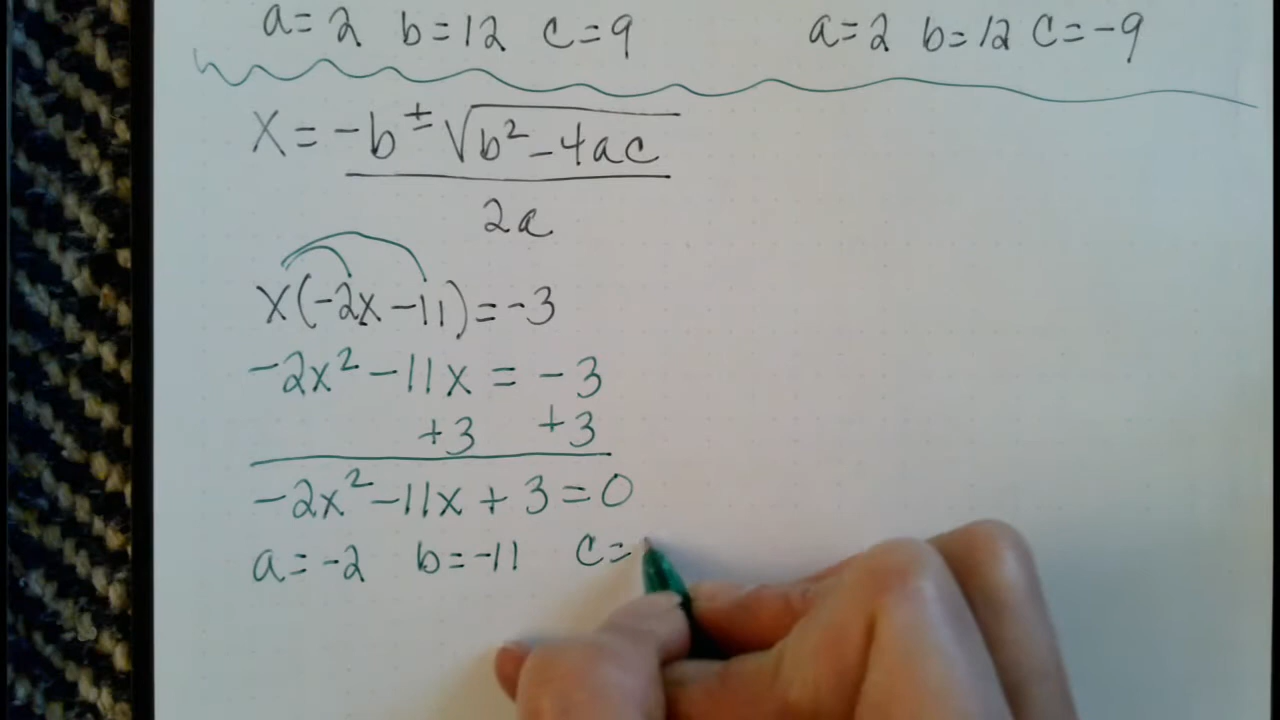 a=2 b=12 c=9
a=2 b=12 c=-9
x=-b±√b²-4ac
2a
x(-2x-11)=-3
-2x²-11x=-3
+3 +3
-2x²-11x+3=0
a=-2 b=-11 c=